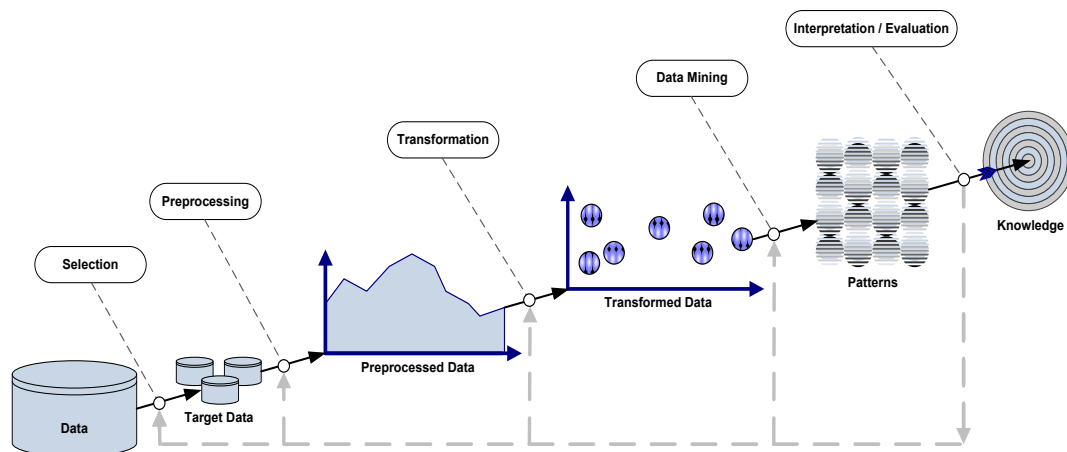 Interpretation / Evaluation
Data Mining
Transformation
Preprocessing
Selection
Data
Target Data
Preprocessed Data
Transformed Data
Patterns
Knowledge